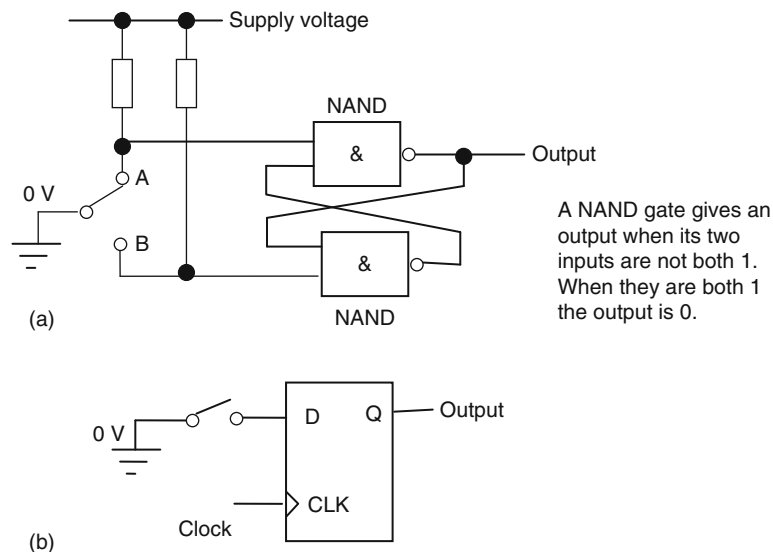 Supply voltage
NAND
&
Output
A
0 V
B
&
NAND
A NAND gate gives an
output when its two
inputs are not both 1.
When they are both 1
the output is 0.
(a)
D
Q
Output
0 V
CLK
Clock
(b)